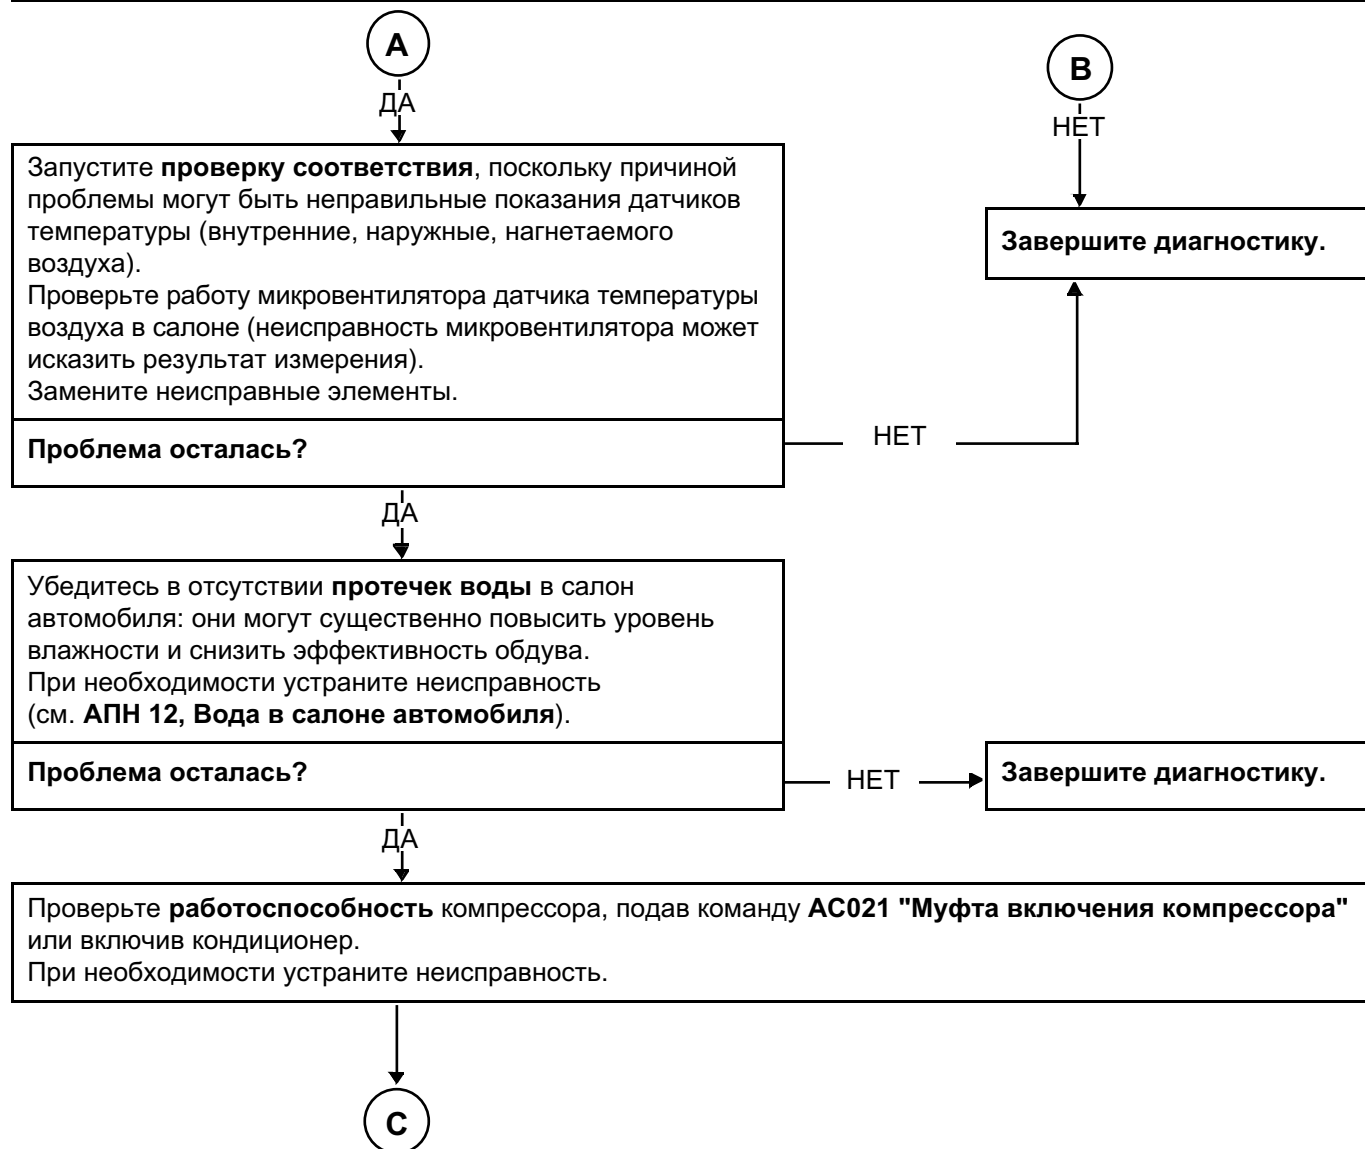 A
ДА
B
НЕТ
Запустите проверку соответствия, поскольку причиной
проблемы могут быть неправильные показания датчиков
температуры (внутренние, наружные, нагнетаемого
воздуха).
Проверьте работу микровентилятора датчика температуры
воздуха в салоне (неисправность микровентилятора может
исказить результат измерения).
Замените неисправные элементы.
Завершите диагностику.
Проблема осталась?
НЕТ
ДА
Убедитесь в отсутствии протечек воды в салон
автомобиля: они могут существенно повысить уровень
влажности и снизить эффективность обдува.
При необходимости устраните неисправность
(см. АПН 12, Вода в салоне автомобиля).
Проблема осталась?
НЕТ
Завершите диагностику.
ДА
Проверьте работоспособность компрессора, подав команду AC021 "Муфта включения компрессора"
или включив кондиционер.
При необходимости устраните неисправность.
C